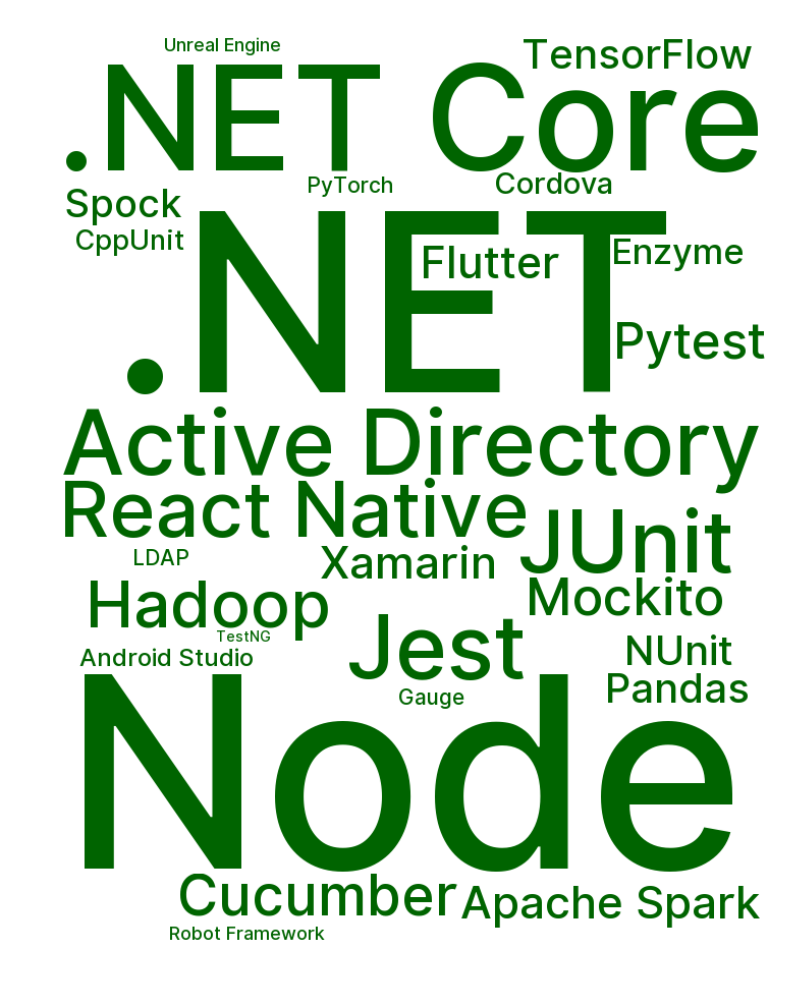 Unreal Engine
TensorFlow
.NET Core
PyTorch
Cordova
Spock
CppUnit
.NET
Flutter
Enzyme
Pytest
Active Directory
React Native
JUnit
LDAP
Xamarin
Hadoop
Mockito
TestNG
Jest
Android Studio
NUnit
Pandas
Gauge
Node
Cucumber
Apache Spark
Robot Framework